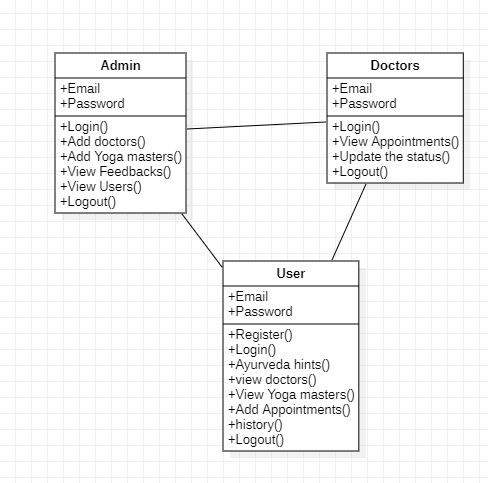 Admin
+Email
+Password
+Login()
+Add doctors()
+Add Yoga masters()
+View Feedbacks()
+View Users()
+Logout()
Doctors
+Email
+Password
+Login()
+View Appointments()
+Update the status()
+Logout()
User
+Email
+Password
+Register()
+Login()
+Ayurveda hints()
+view doctors()
+View Yoga masters()
+Add Appointments()
+history()
+Logout()